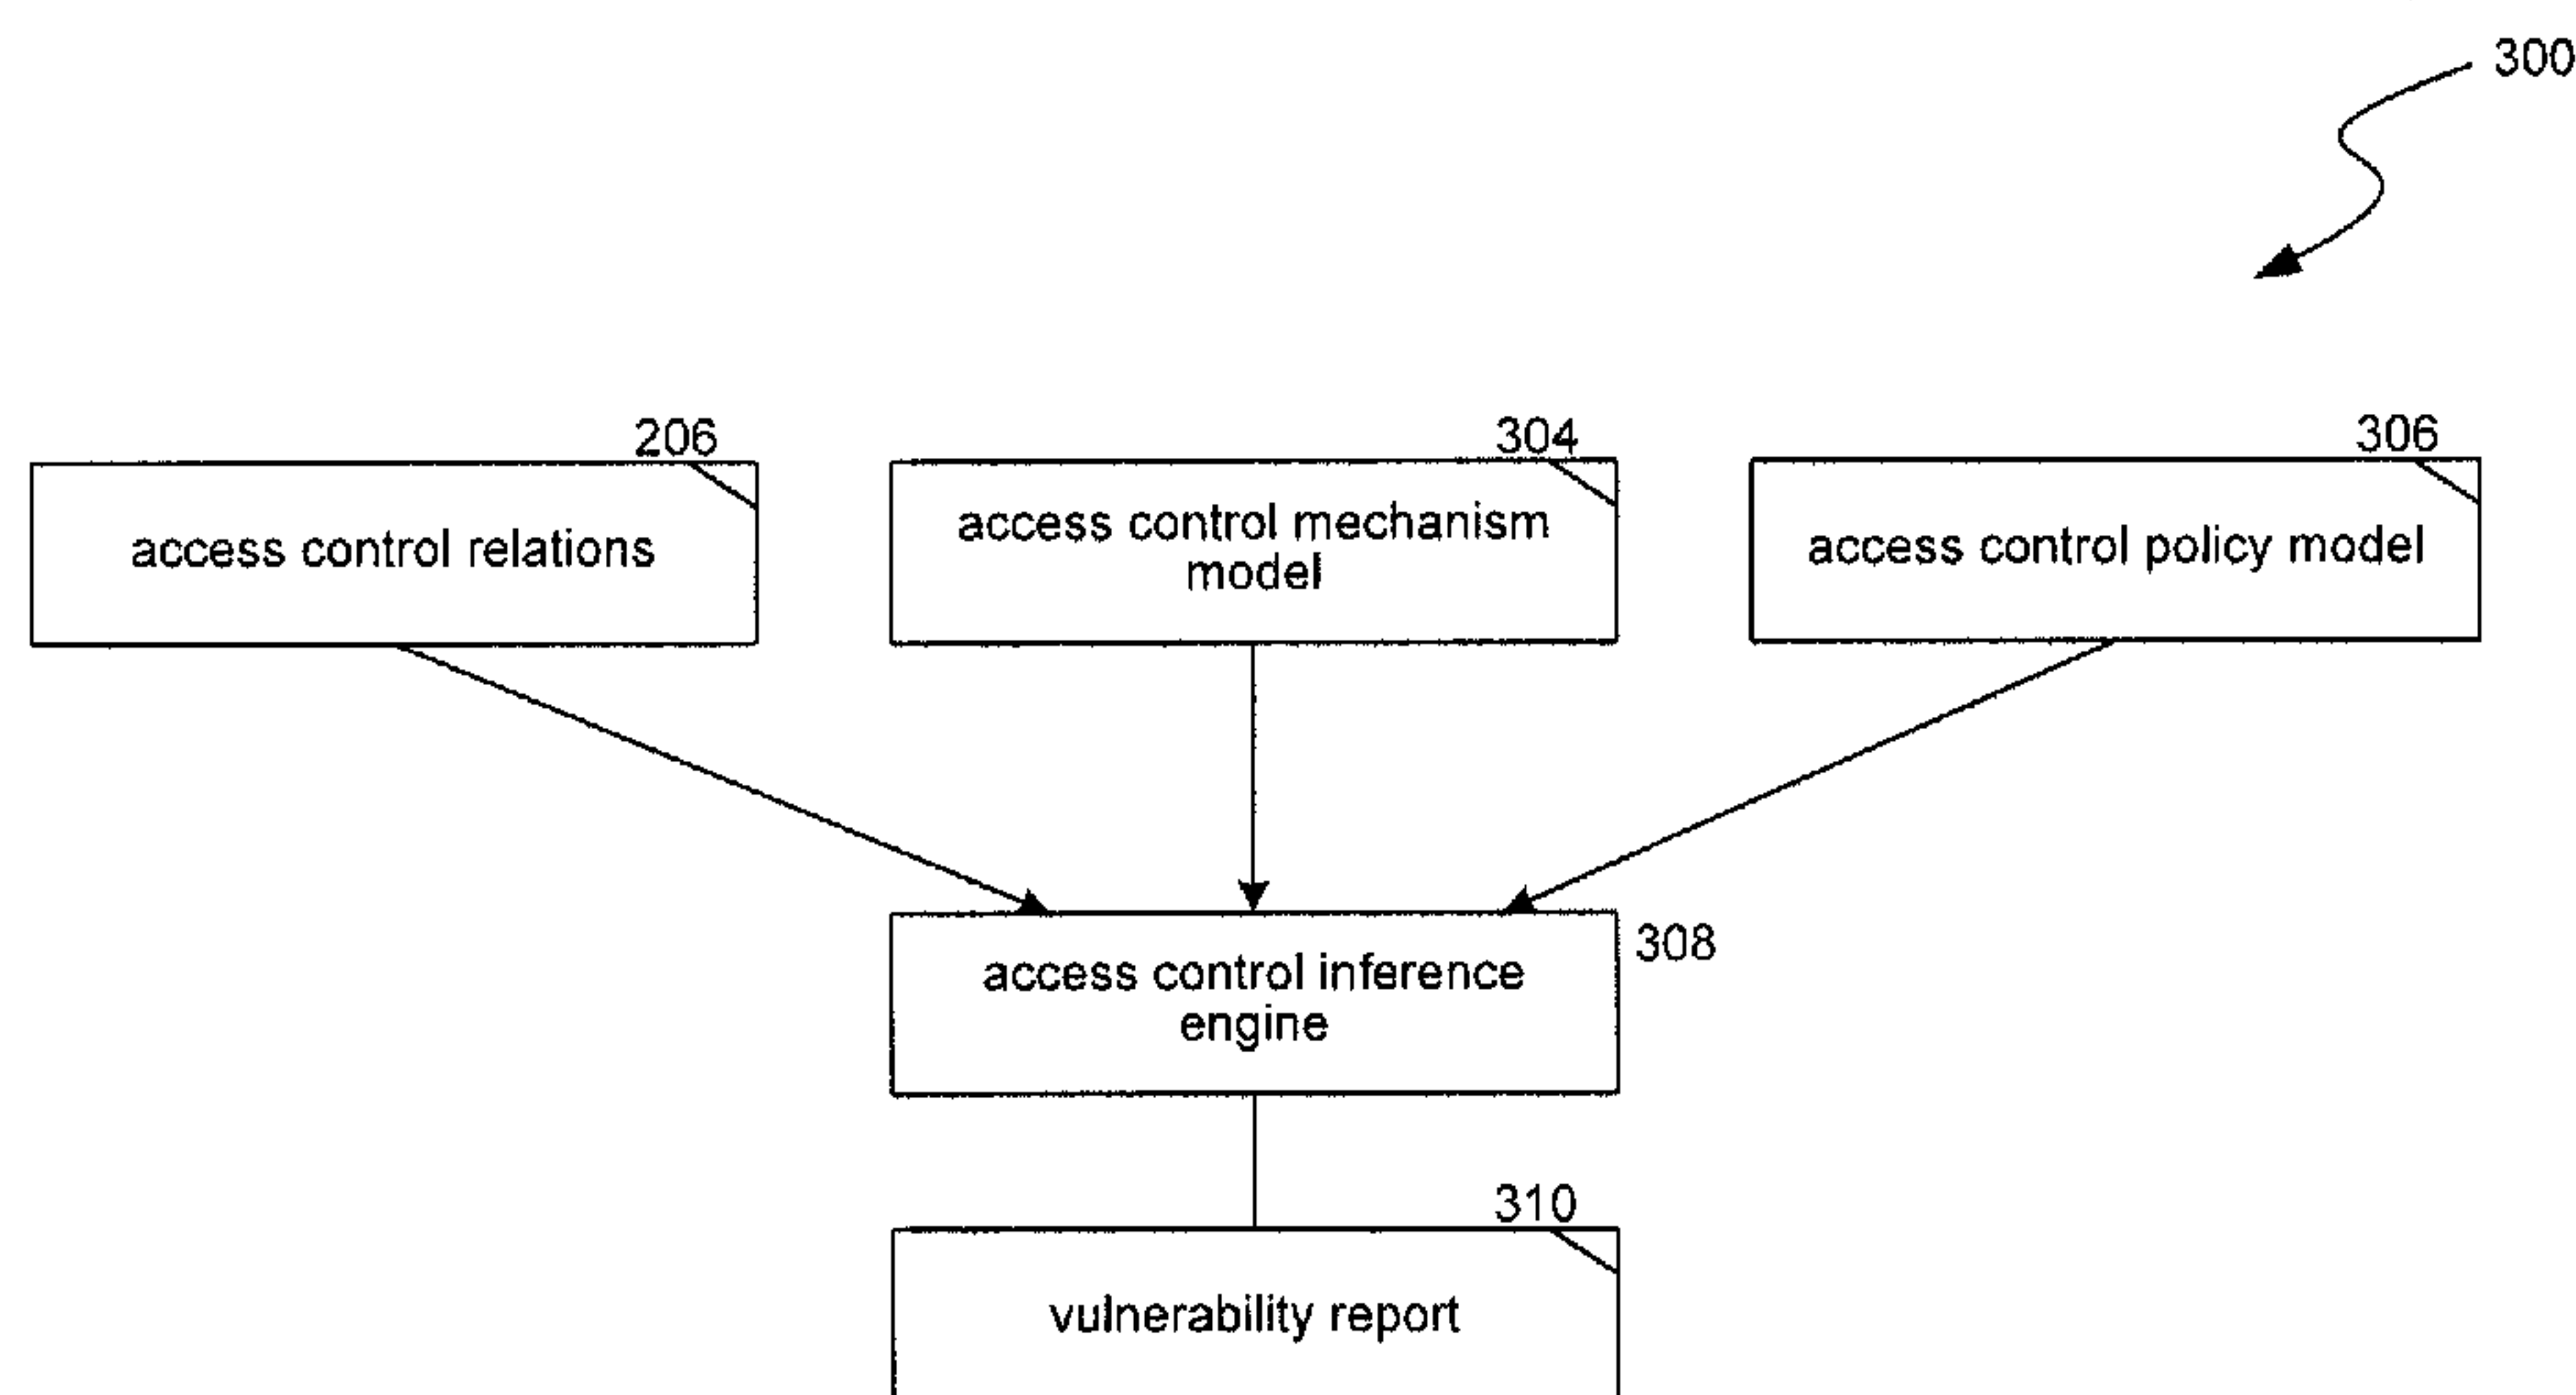 300
206
304
306
access control relations
access control mechanism
model
access control policy model
308
access control inference
engine
310
vulnerability report